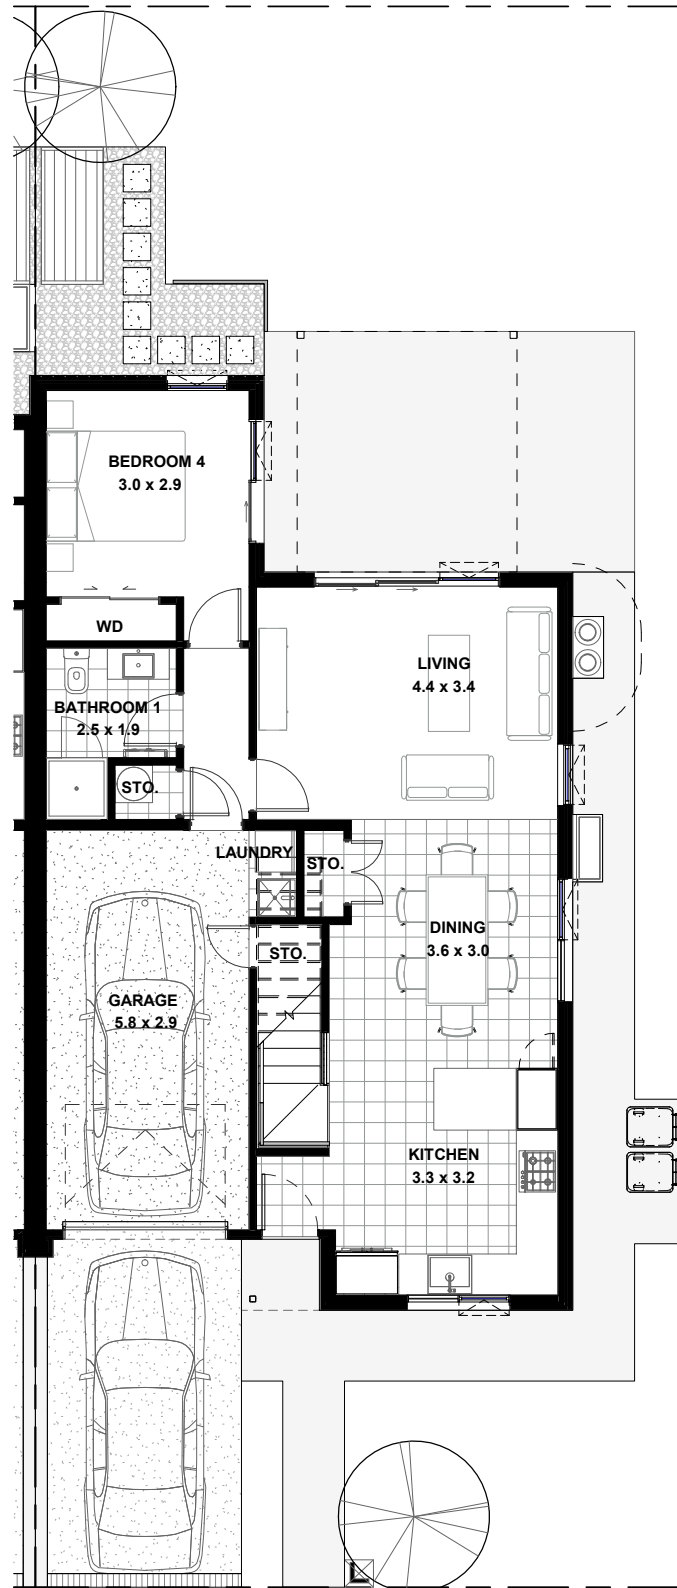 BEDROOM 4
3.0 x 2.9
WD
LIVING
4.4 x 3.4
BATHROOM 1
2.5 x 1.9
STO.
LAUNDRY
STO.
DINING
3.6 x 3.0
STO.
GARAGE
5.8 x 2.9
KITCHEN
3.3 x 3.2
L